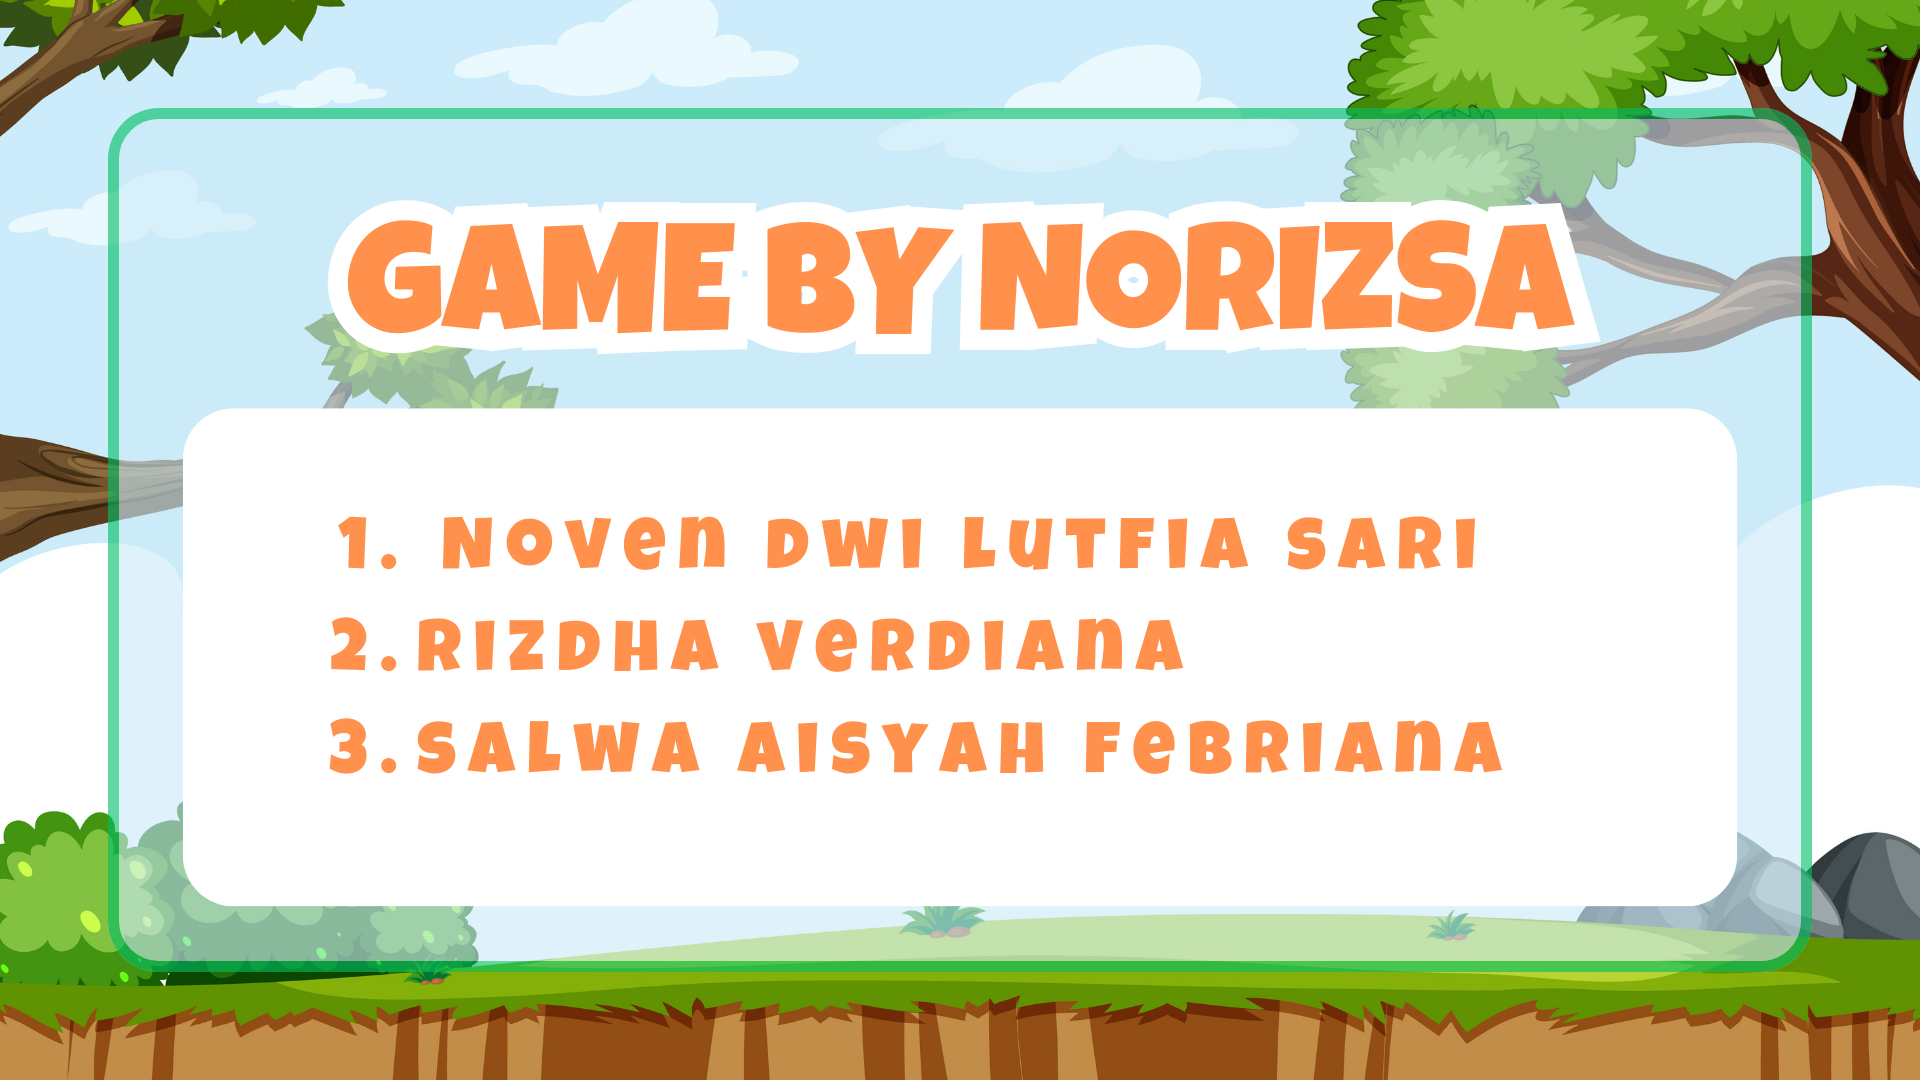 GAME BY NORIZSA
1. NOVEN DWI LUTFIA SARI
2. RIZDHA VERDIANA
3. SALWA AISYAH FEBRIANA